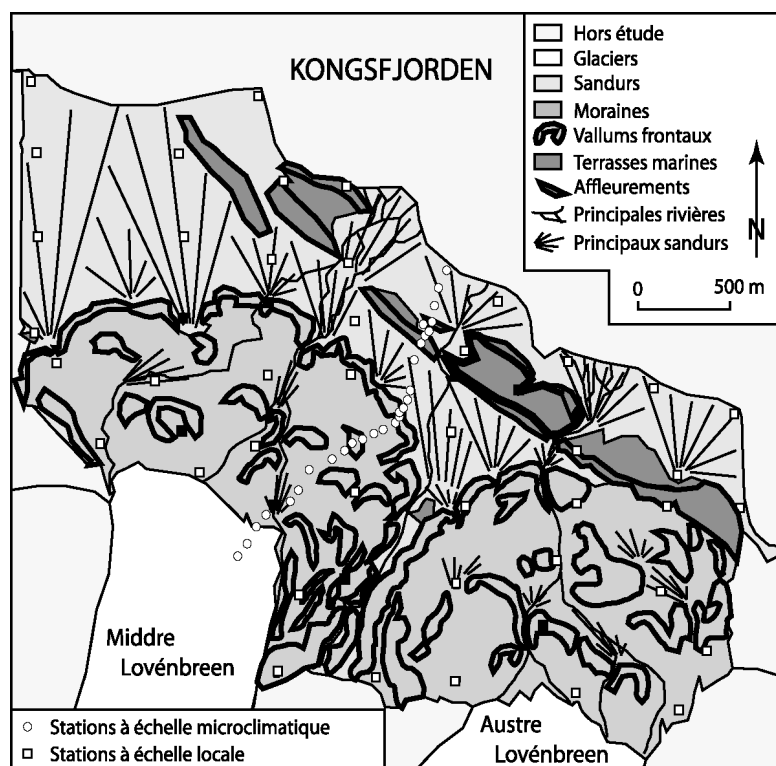 KONGSFJORDEN
Hors étude
Glaciers
Sandurs
Moraines
Vallums frontaux
Terrasses marines
Affleurements
Principales rivières
Principaux sandurs
N
0 500 m
Middre
Lovénbreen
Austre
Lovénbreen
Stations à échelle microclimatique
Stations à échelle locale